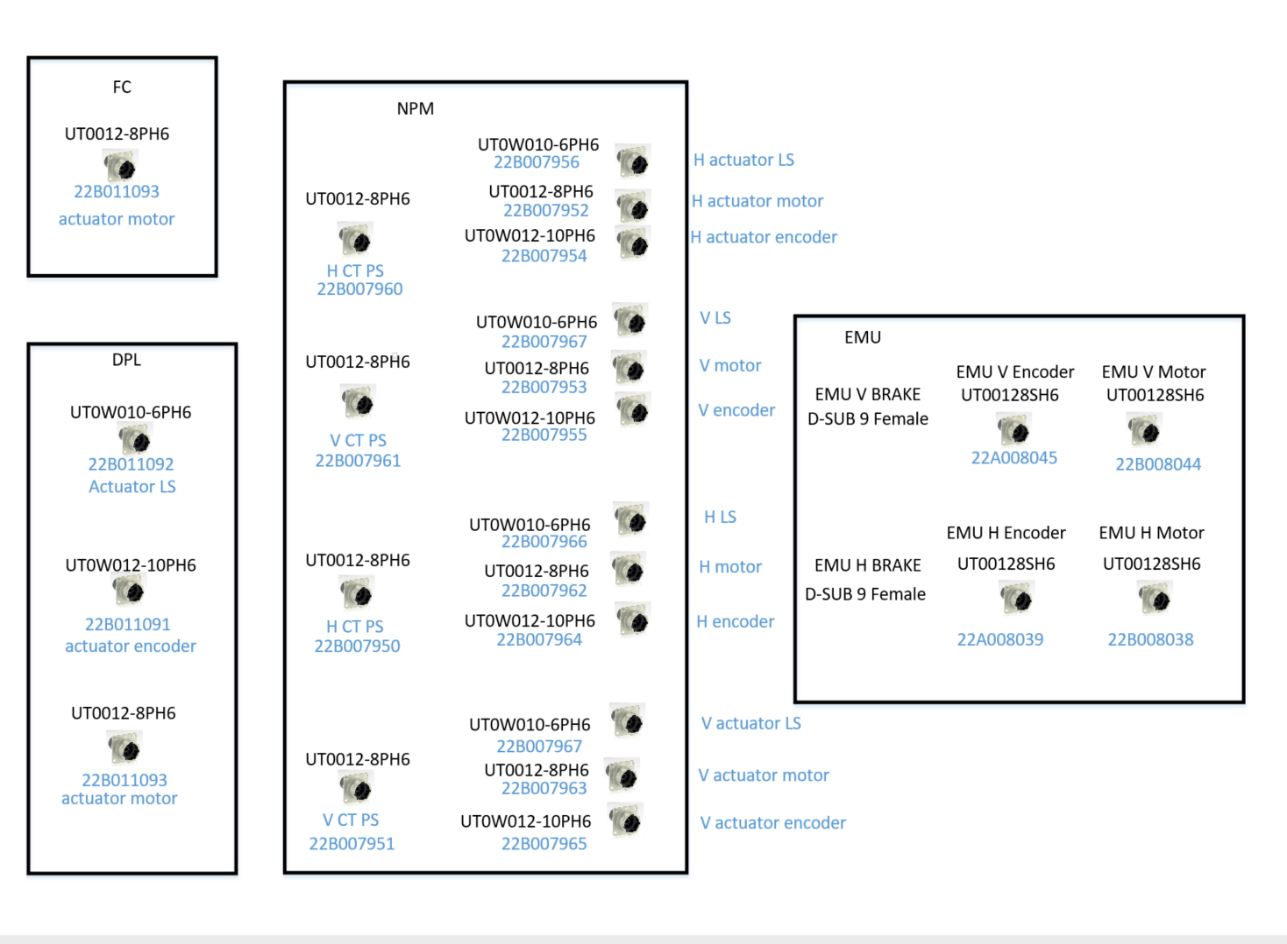 FC
UT0012-8PH6
22B011093
actuator motor
DPL
UT0W010-6PH6
22B011092
Actuator LS
UT0W012-10PH6
22B011091
actuator encoder
UT0012-8PH6
22B011093
actuator motor
NPM
UT0012-8PH6
H CT PS
22B007960
UT0W010-6PH6
22B007956
H actuator LS
UT0012-8PH6
22B007952
H actuator motor
UT0W012-10PH6
22B007954
H actuator encoder
UT0012-8PH6
V CT PS
22B007961
UT0W010-6PH6
22B007967
V LS
UT0012-8PH6
22B007953
V motor
UT0W012-10PH6
22B007955
V encoder
UT0012-8PH6
H CT PS
22B007950
UT0W010-6PH6
22B007966
H LS
UT0012-8PH6
22B007962
H motor
UT0W012-10PH6
22B007964
H encoder
UT0012-8PH6
V CT PS
22B007951
UT0W010-6PH6
22B007967
V actuator LS
UT0012-8PH6
22B007963
V actuator motor
UT0W012-10PH6
22B007965
V actuator encoder
EMU
EMU V BRAKE
D-SUB 9 Female
EMU V Encoder
UT00128SH6
22A008045
EMU V Motor
UT00128SH6
22B008044
EMU H BRAKE
D-SUB 9 Female
EMU H Encoder
UT00128SH6
22A008039
EMU H Motor
UT00128SH6
22B008038